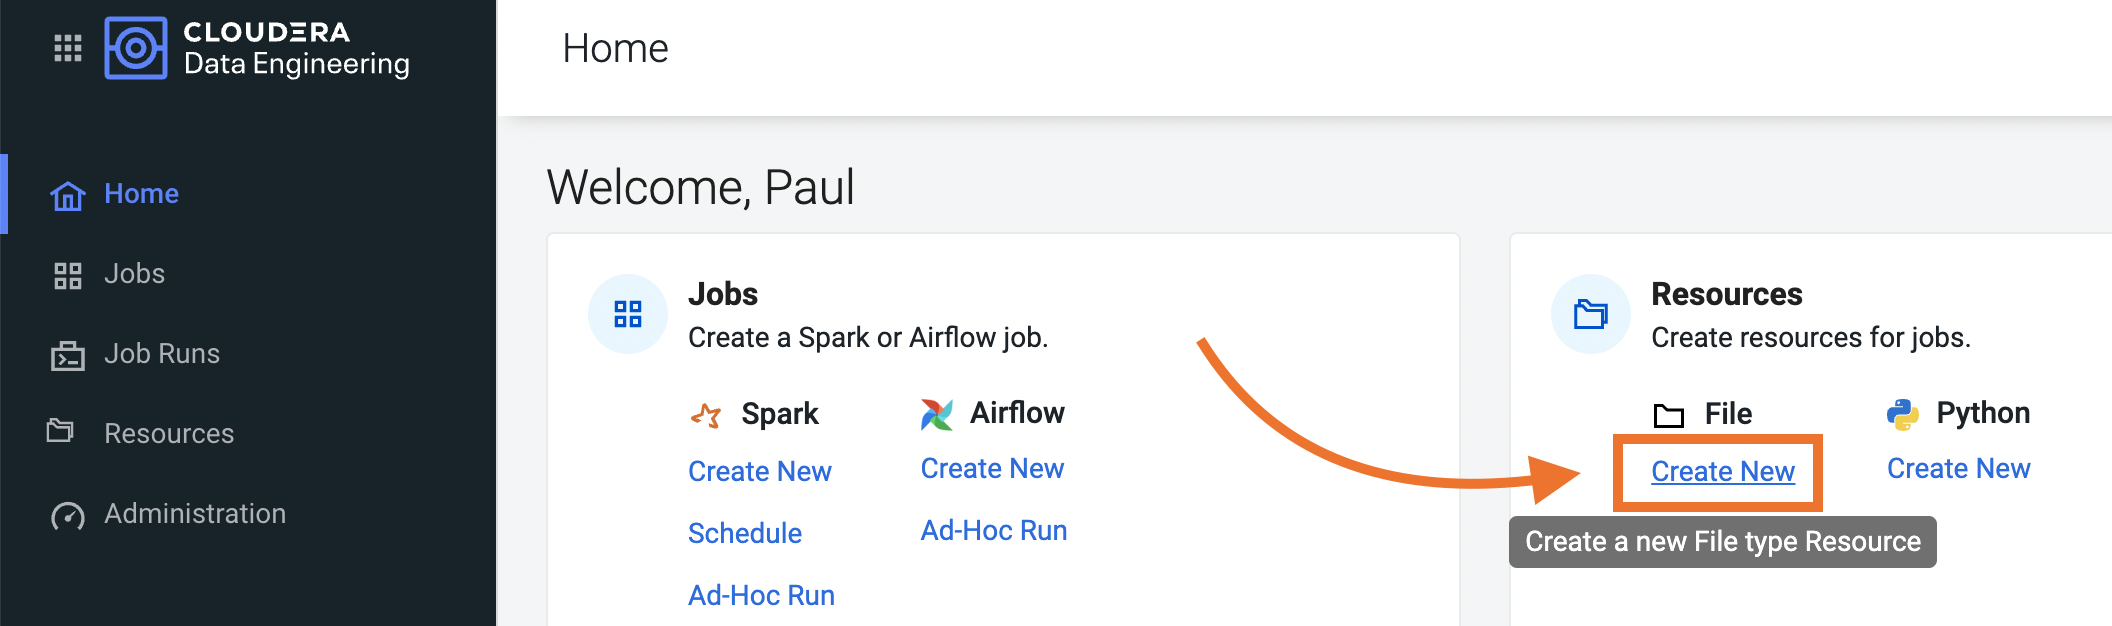 CLOUDERA
Data Engineering
Home
Jobs
Job Runs
Resources
Administration
Home
Welcome, Paul
Jobs
Create a Spark or Airflow job.
Spark
Create New
Schedule
Ad-Hoc Run
Airflow
Create New
Ad-Hoc Run
Resources
Create resources for jobs.
File
Create New
Create a new File type Resource
Python
Create New